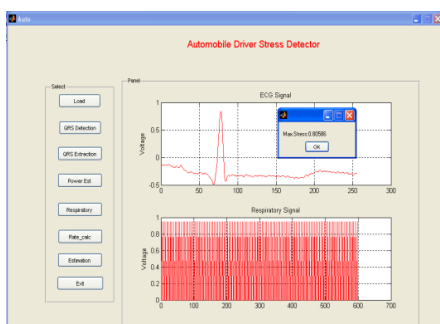 Auto
Automobile Driver Stress Detector
Select
Load
QRS Detection
QRS Extraction
Power Est
Respiratory
Rate_calc
Estimation
Exit
Panel
ECG Signal
Voltage
1
0.5
0
-0.5
0 50 100 150 200 250 300
Max.Stress:0.80586
OK
Respiratory Signal
Voltage
1
0.8
0.6
0.4
0.2
0
0 100 200 300 400 500 600 700